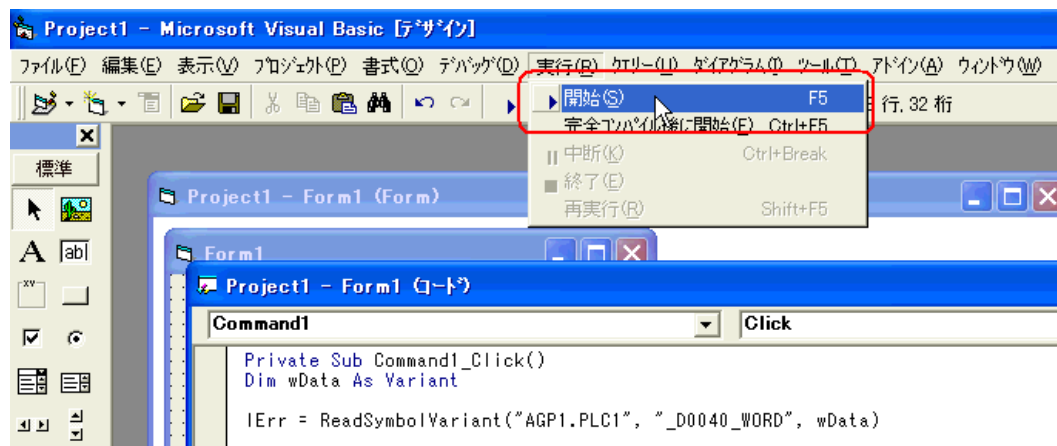 Project1 - Microsoft Visual Basic [ﾃﾞｻﾞｲﾝ]
ﾌｧｲﾙ(F) 編集(E) 表示(V) ﾌﾟﾛｼﾞｪｸﾄ(P) 書式(O) ﾃﾞﾊﾞｯｸﾞ(D) 実行(R) ｸｴﾘｰ(U) ﾀﾞｲｱｸﾞﾗﾑ(I) ﾂｰﾙ(T) ｱﾄﾞｲﾝ(A) ｳｨﾝﾄﾞｳ(W)
行, 32 桁
開始(S) F5
完全ｺﾝﾊﾟｲﾙ後に開始(F) Ctrl+F5
中断(K) Ctrl+Break
終了(E)
再実行(R) Shift+F5
標準
A ab|
xv
Project1 - Form1 (Form)
Form1
Project1 - Form1 (ｺｰﾄﾞ)
Command1 Click
Private Sub Command1_Click()
Dim wData As Variant
lErr = ReadSymbolVariant("AGP1.PLC1", "_D0040_WORD", wData)